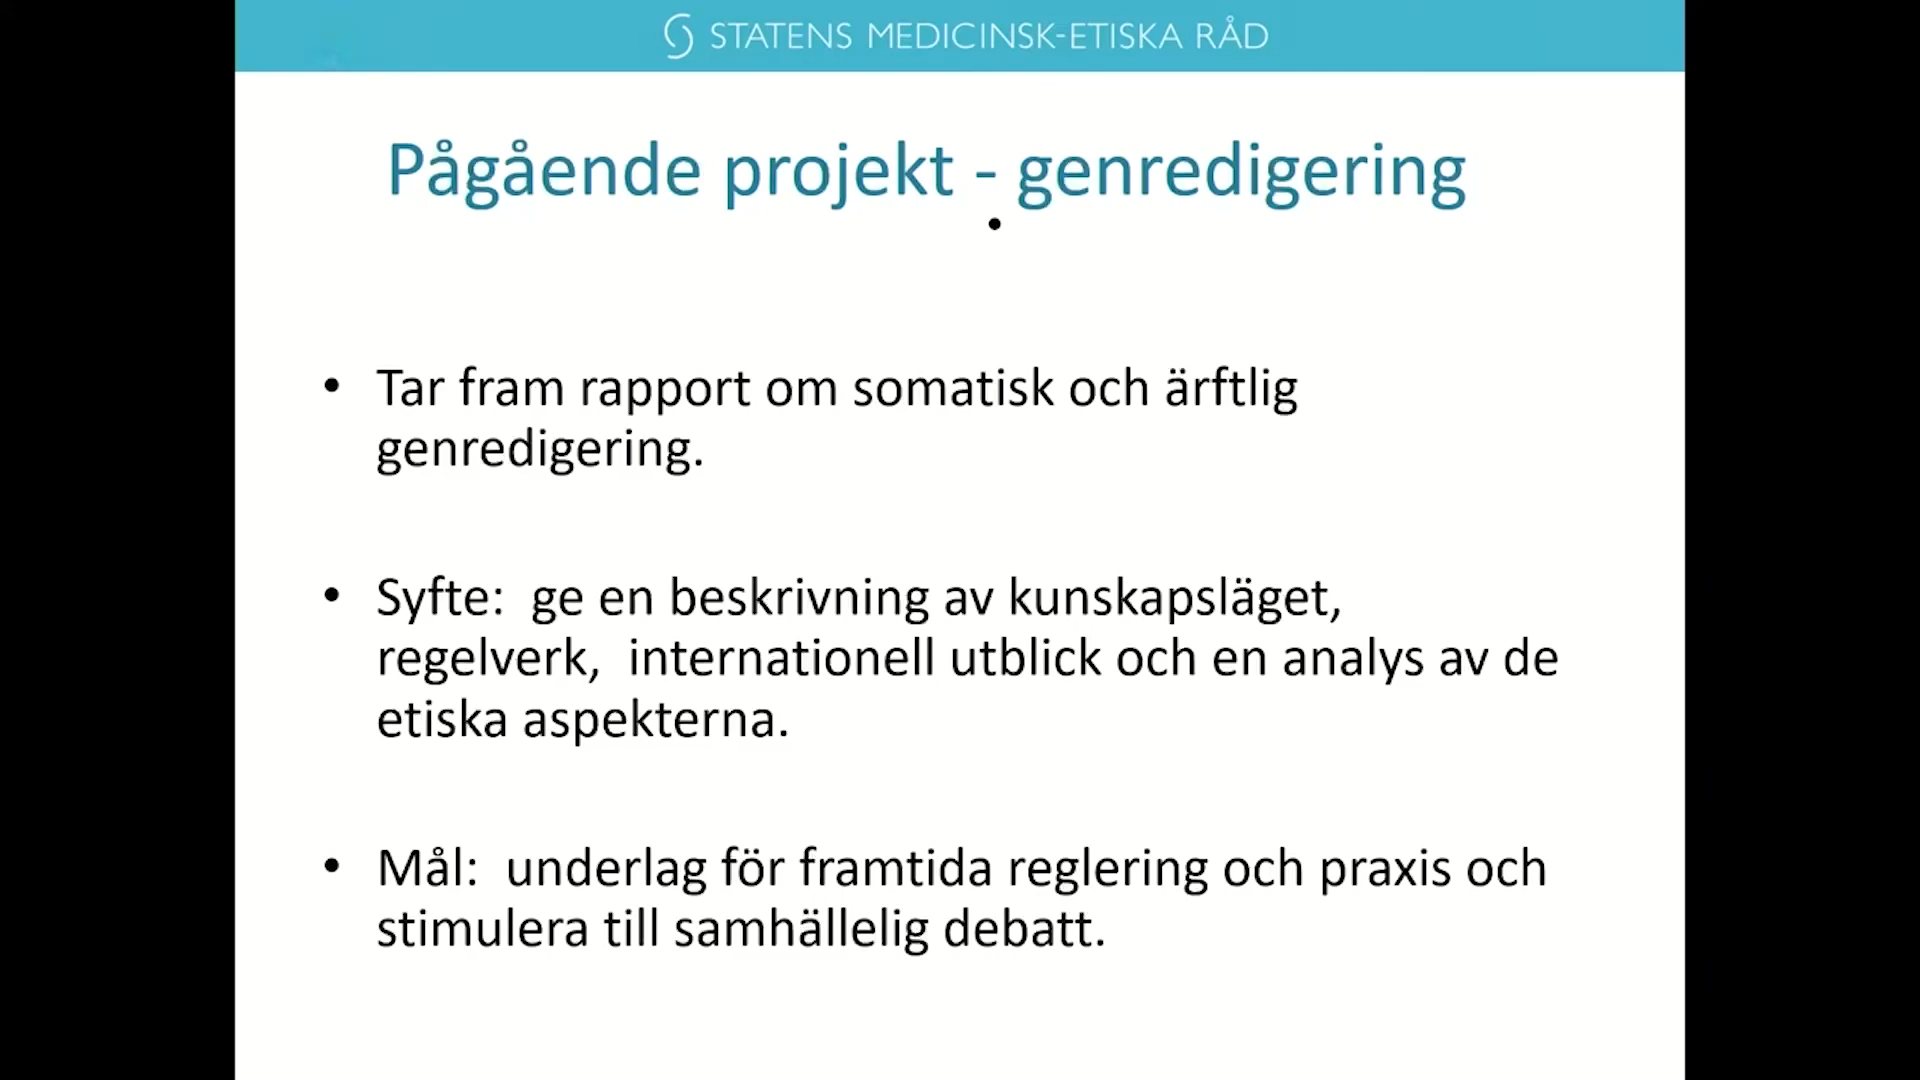 STATENS MEDICINSK-ETISKA RÅD
Pågående projekt - genredigering
•
• Tar fram rapport om somatisk och ärftlig
genredigering.
• Syfte:  ge en beskrivning av kunskapsläget,
regelverk,  internationell utblick och en analys av de
etiska aspekterna.
• Mål:  underlag för framtida reglering och praxis och
stimulera till samhällelig debatt.